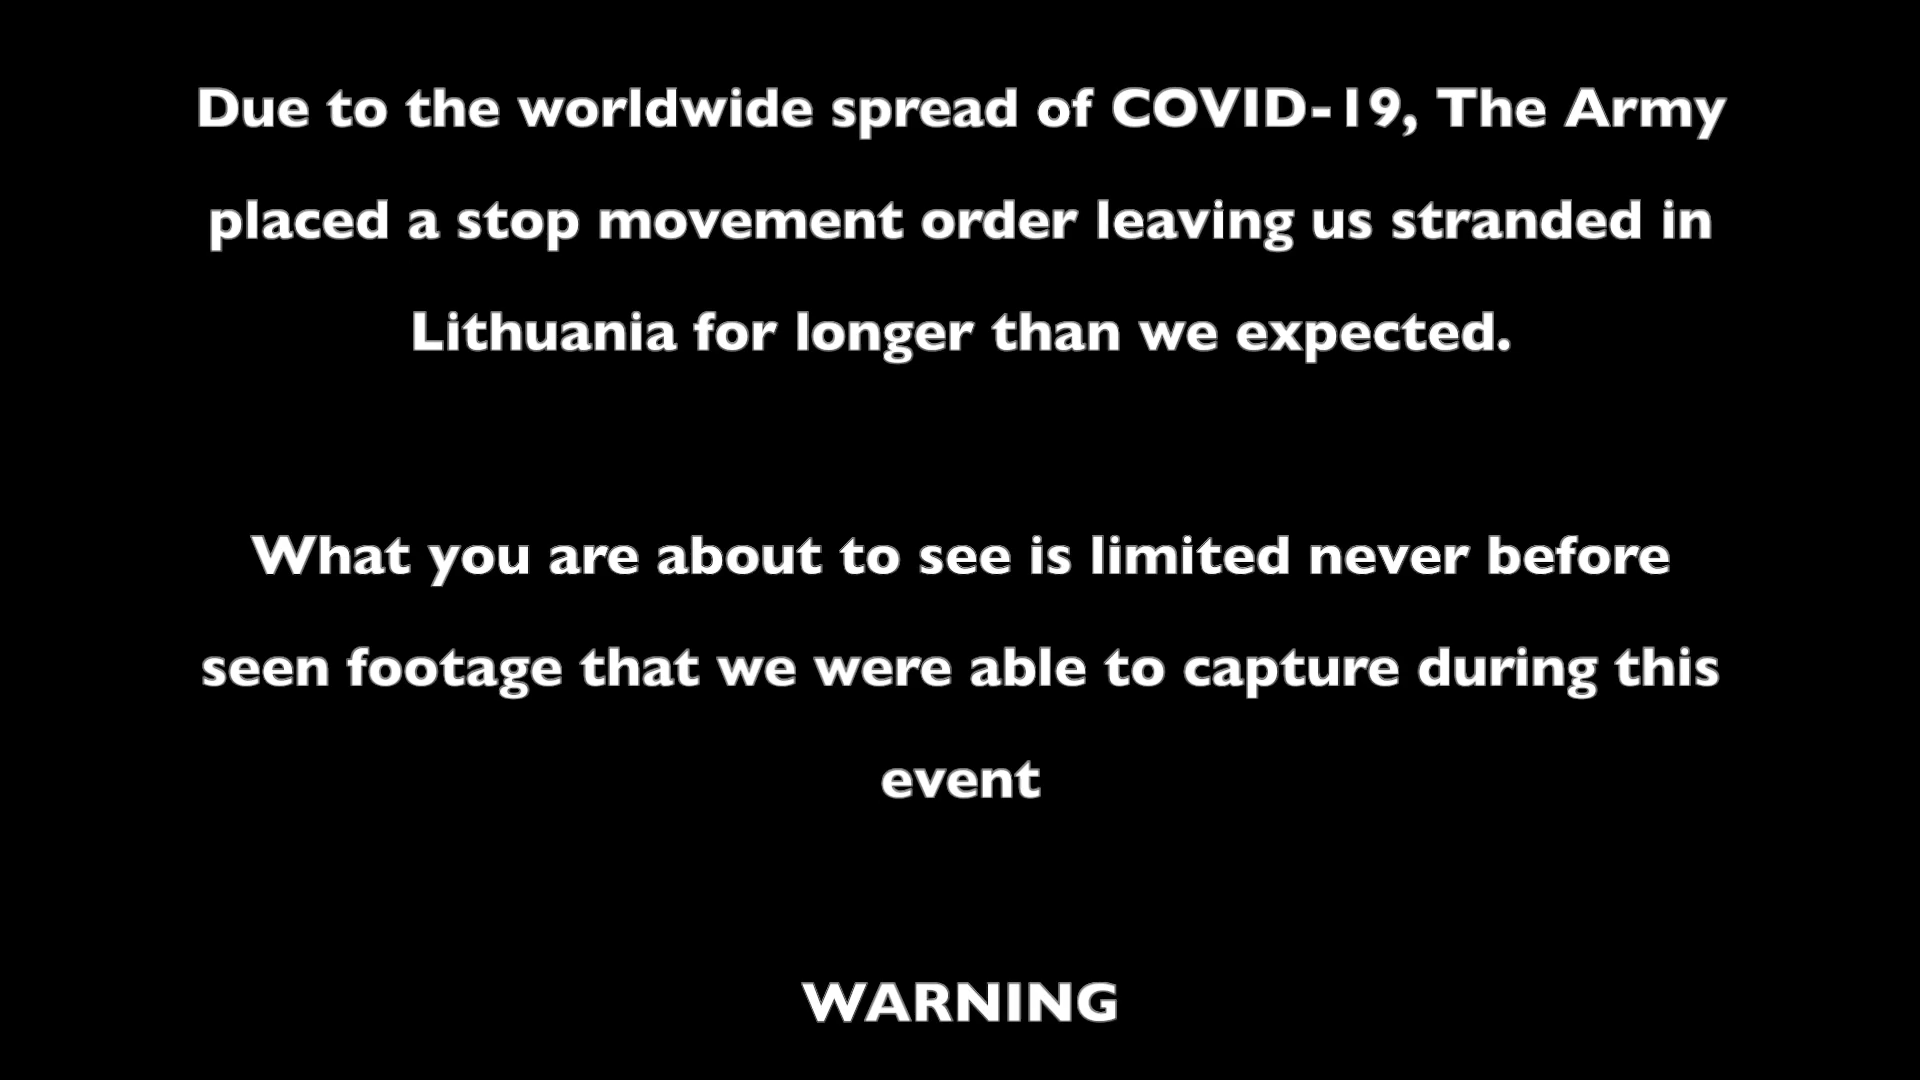 Due to the worldwide spread of COVID-19, The Army
placed a stop movement order leaving us stranded in
Lithuania for longer than we expected.
What you are about to see is limited never before
seen footage that we were able to capture during this
event
WARNING